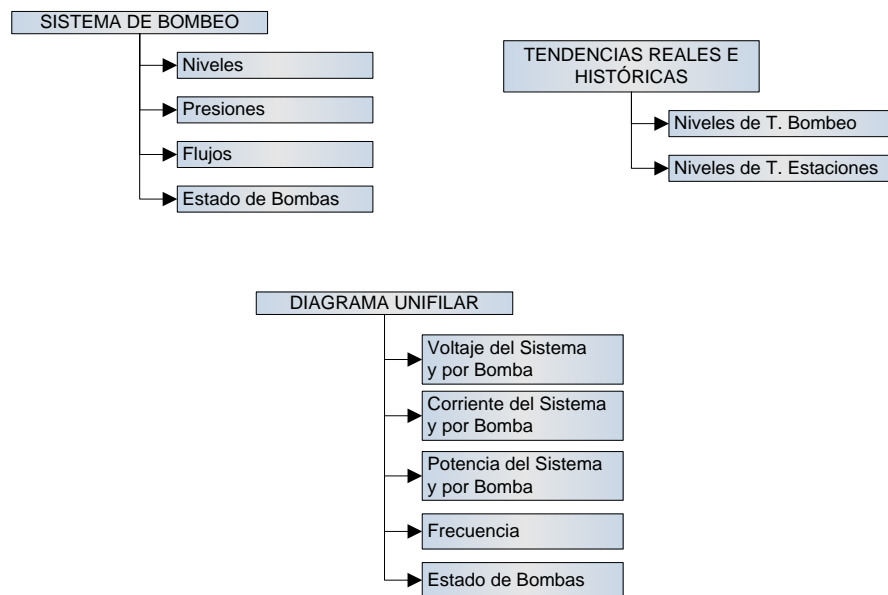 SISTEMA DE BOMBEO
Niveles
Presiones
Flujos
Estado de Bombas
TENDENCIAS REALES E
HISTÓRICAS
Niveles de T. Bombeo
Niveles de T. Estaciones
DIAGRAMA UNIFILAR
Voltaje del Sistema
y por Bomba
Corriente del Sistema
y por Bomba
Potencia del Sistema
y por Bomba
Frecuencia
Estado de Bombas